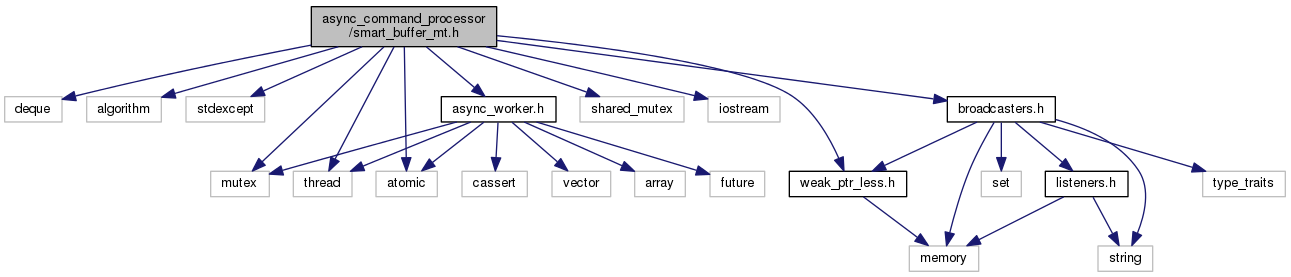 async_command_processor
/smart_buffer_mt.h
deque
algorithm
stdexcept
async_worker.h
shared_mutex
iostream
broadcasters.h
mutex
thread
atomic
cassert
vector
array
future
weak_ptr_less.h
set
listeners.h
type_traits
memory
string